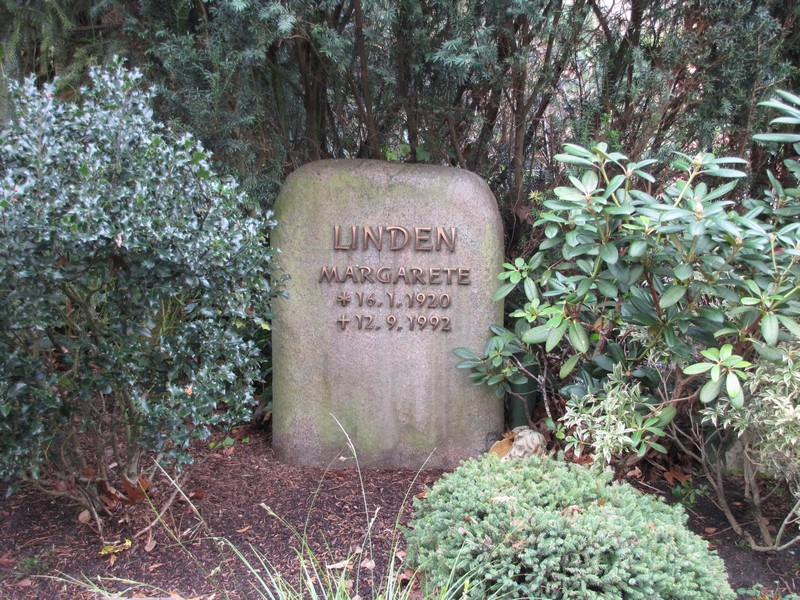 LINDEN
MARGARETE
* 16. 1. 1920
† 12. 9. 1992